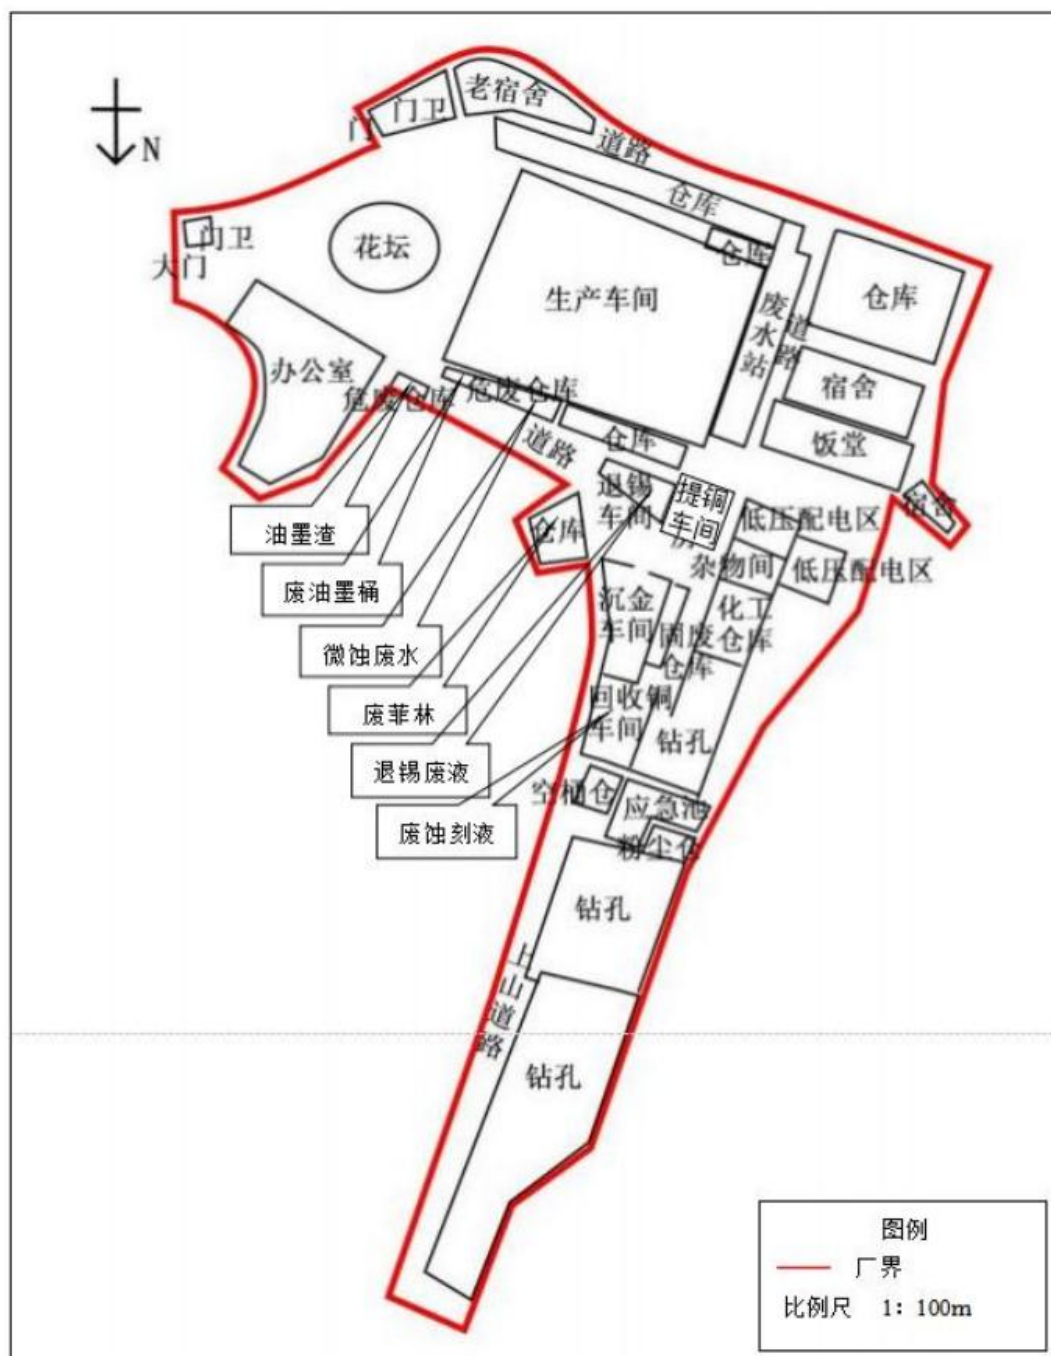 老宿舍
门卫
门
道路
N
仓库
门卫
花坛
仓库
大门
生产车间
仓库
废水站
道路
办公室
宿舍
危废仓库
危废仓库
仓库
饭堂
道路
退锡车间
提铜车间
低压配电区
宿舍
油墨渣
仓库
杂物间
低压配电区
废油墨桶
沉金车间
化工仓库
固废仓库
微蚀废水
回收铜车间
废菲林
钻孔
退锡废液
空桶仓
应急池
废蚀刻液
粉尘仓
钻孔
上山道路
钻孔
图例
厂界
比例尺 1：100m